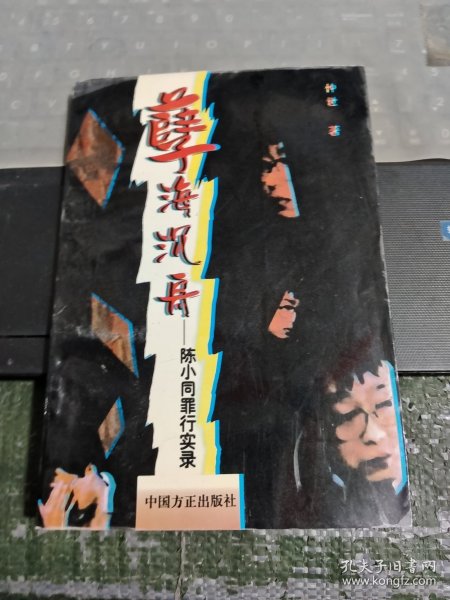 孽海沉舟
——陈小同罪行实录
著
中国方正出版社
孔夫子旧书网
www.kongfz.com